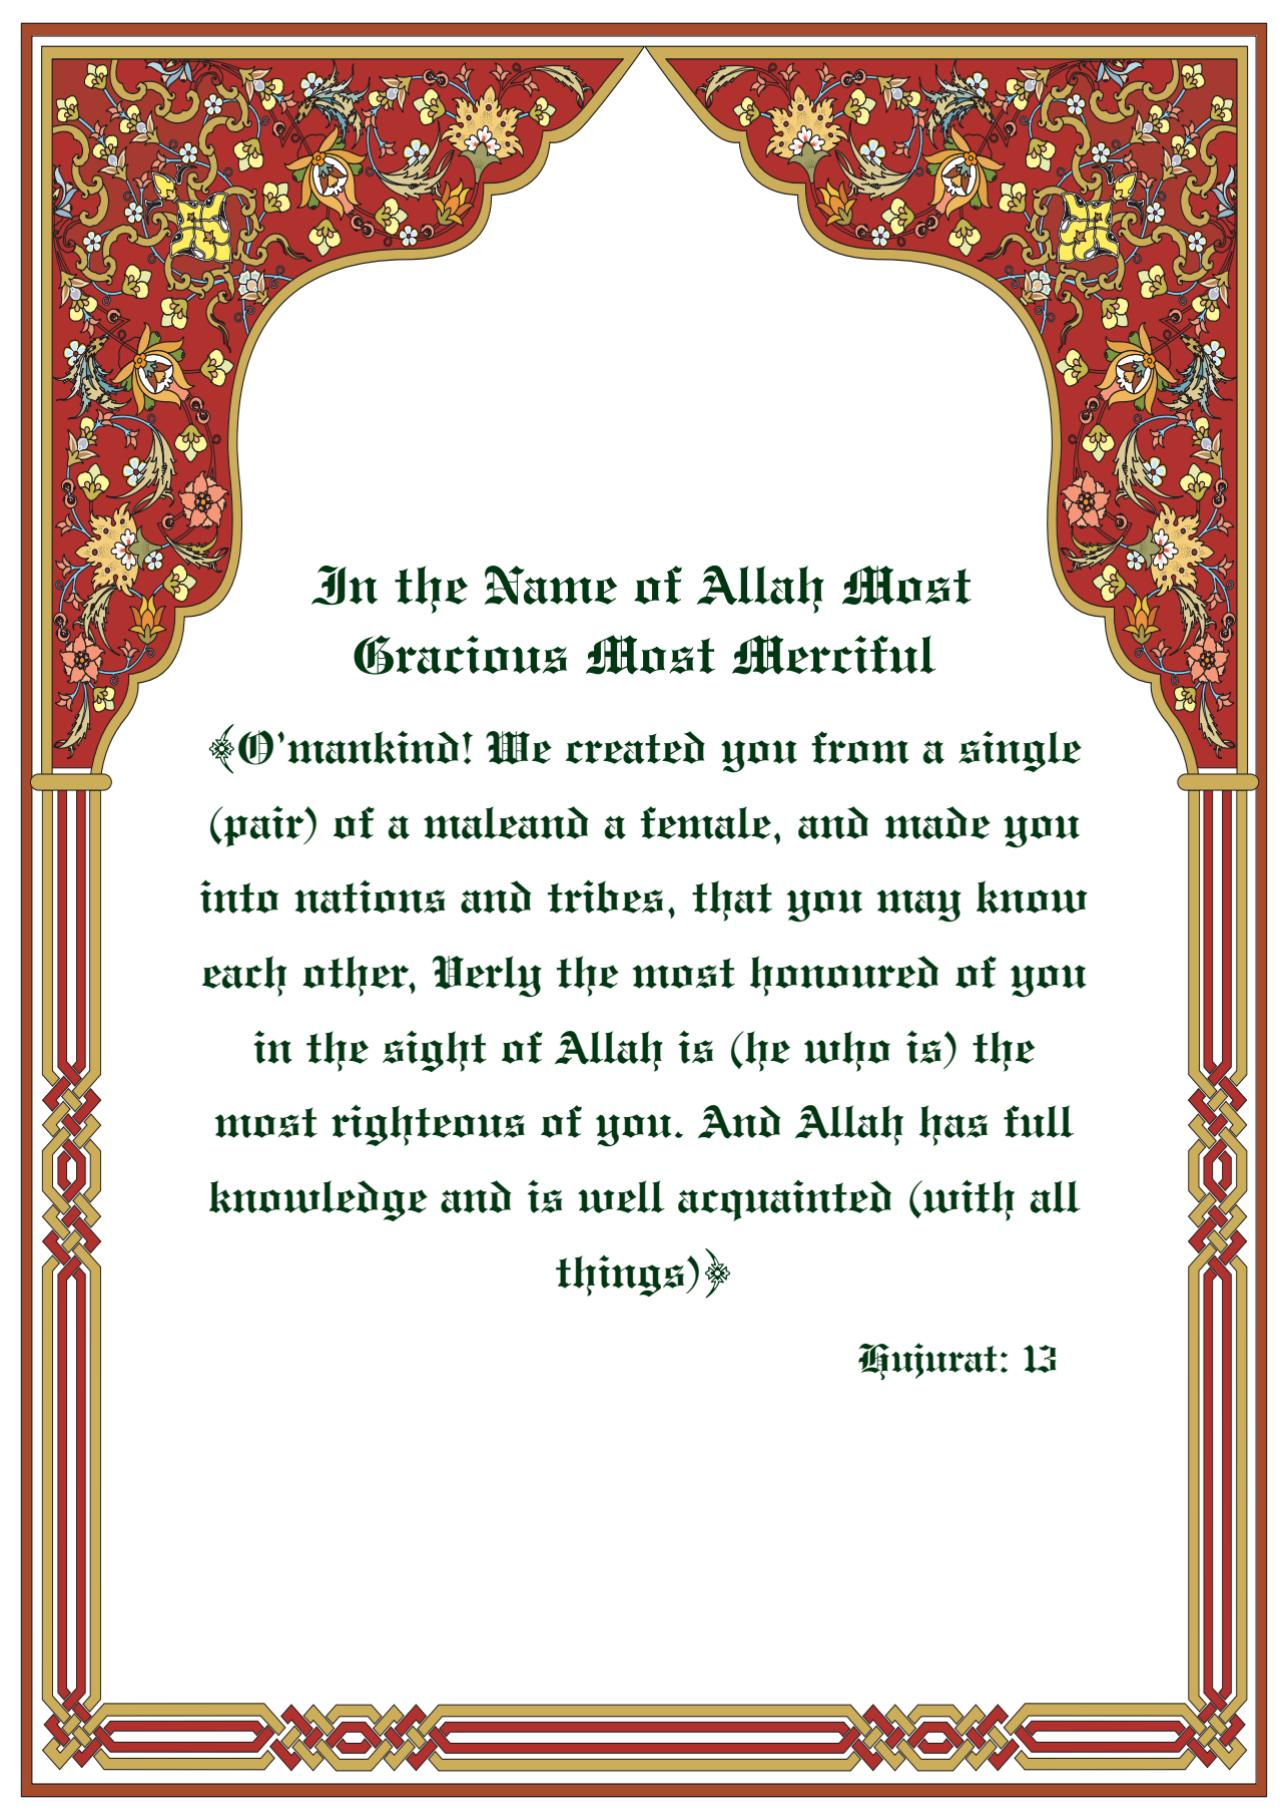 In the Name of Allah Most
Gracious Most Merciful
﴾O'mankind! We created you from a single
(pair) of a maleand a female, and made you
into nations and tribes, that you may know
each other, Verly the most honoured of you
in the sight of Allah is (he who is) the
most righteous of you. And Allah has full
knowledge and is well acquainted (with all
things)﴿
Hujurat: 13